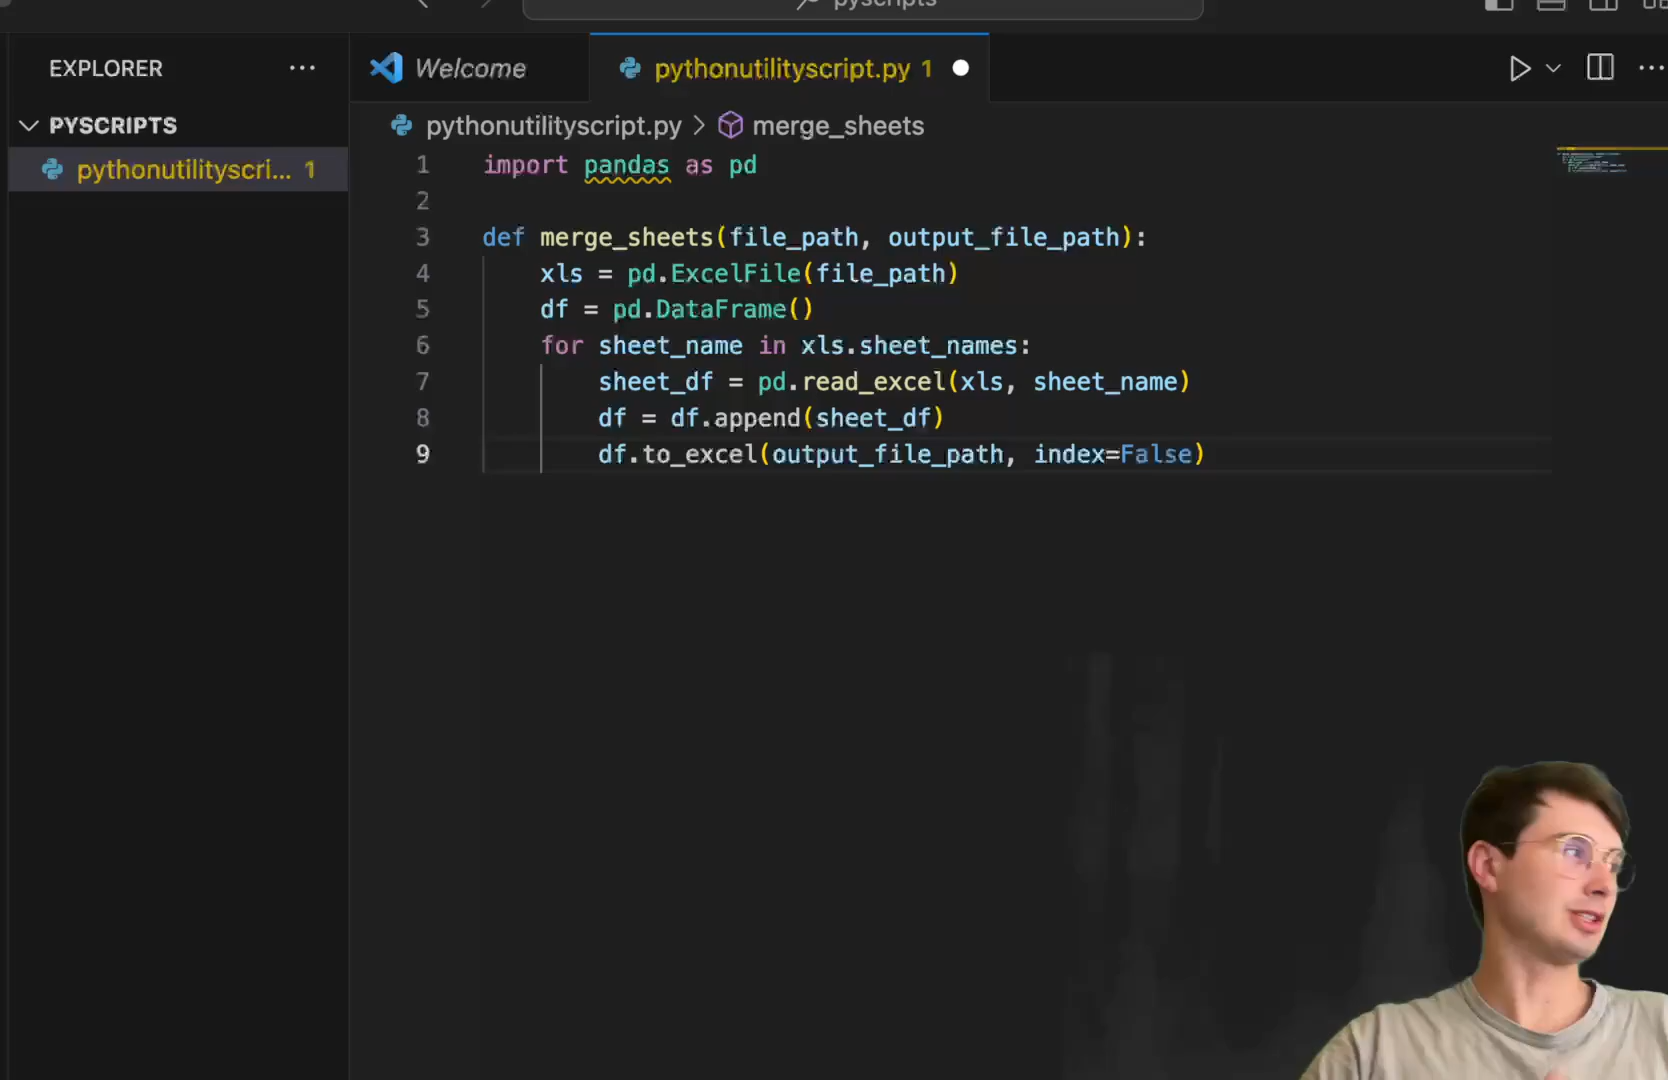 pyscripts
EXPLORER ...
Welcome
pythonutilityscript.py 1
PYSCRIPTS
pythonutilityscri... 1
pythonutilityscript.py > merge_sheets
1 import pandas as pd
2
3 def merge_sheets(file_path, output_file_path):
4     xls = pd.ExcelFile(file_path)
5     df = pd.DataFrame()
6     for sheet_name in xls.sheet_names:
7         sheet_df = pd.read_excel(xls, sheet_name)
8         df = df.append(sheet_df)
9         df.to_excel(output_file_path, index=False)